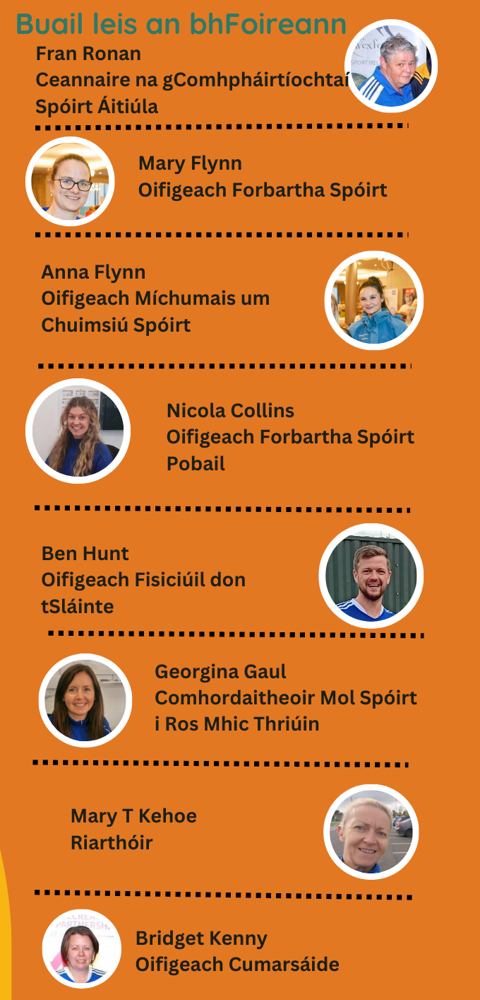 Buail leis an bhFoireann
Fran Ronan
Ceannaire na gComhpháirtíochtaí
Spóirt Áitiúla
SPORT IREL
Mary Flynn
Oifigeach Forbartha Spóirt
Anna Flynn
Oifigeach Míchumais um
Chuimsiú Spóirt
Nicola Collins
Oifigeach Forbartha Spóirt
Pobail
Ben Hunt
Oifigeach Fisiciúil don
tSláinte
Georgina Gaul
Comhordaitheoir Mol Spóirt
i Ros Mhic Thriúin
Mary T Kehoe
Riarthóir
Bridget Kenny
Oifigeach Cumarsáide